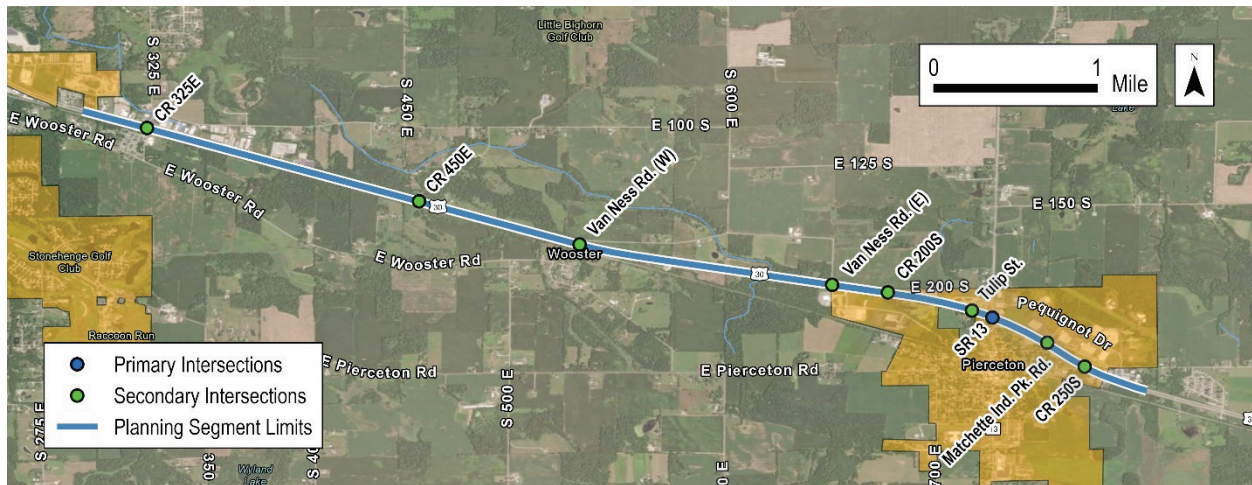 Little Bighorn
Golf Club
S 325 E
CR 325E
E Wooster Rd
E Wooster Rd
S 450 E
CR 450E
30
E 100 S
S 600 E
0
1
Mile
N
Lake
E 125 S
E 150 S
Van Ness Rd. (W)
Wooster
E Wooster Rd
30
Van Ness Rd. (E)
CR 200S
E 200 S
Tulip St.
SR 13
Pequignot Dr
Pierceton
Matchette Ind. Pk. Rd.
CR 250S
Stonehenge Golf
Club
Raccoon Run
E Pierceton Rd
E Pierceton Rd
S 500 E
S 275 E
350
S 40
Wyland
Lake
0 E
700 E
13
3
Primary Intersections
Secondary Intersections
Planning Segment Limits